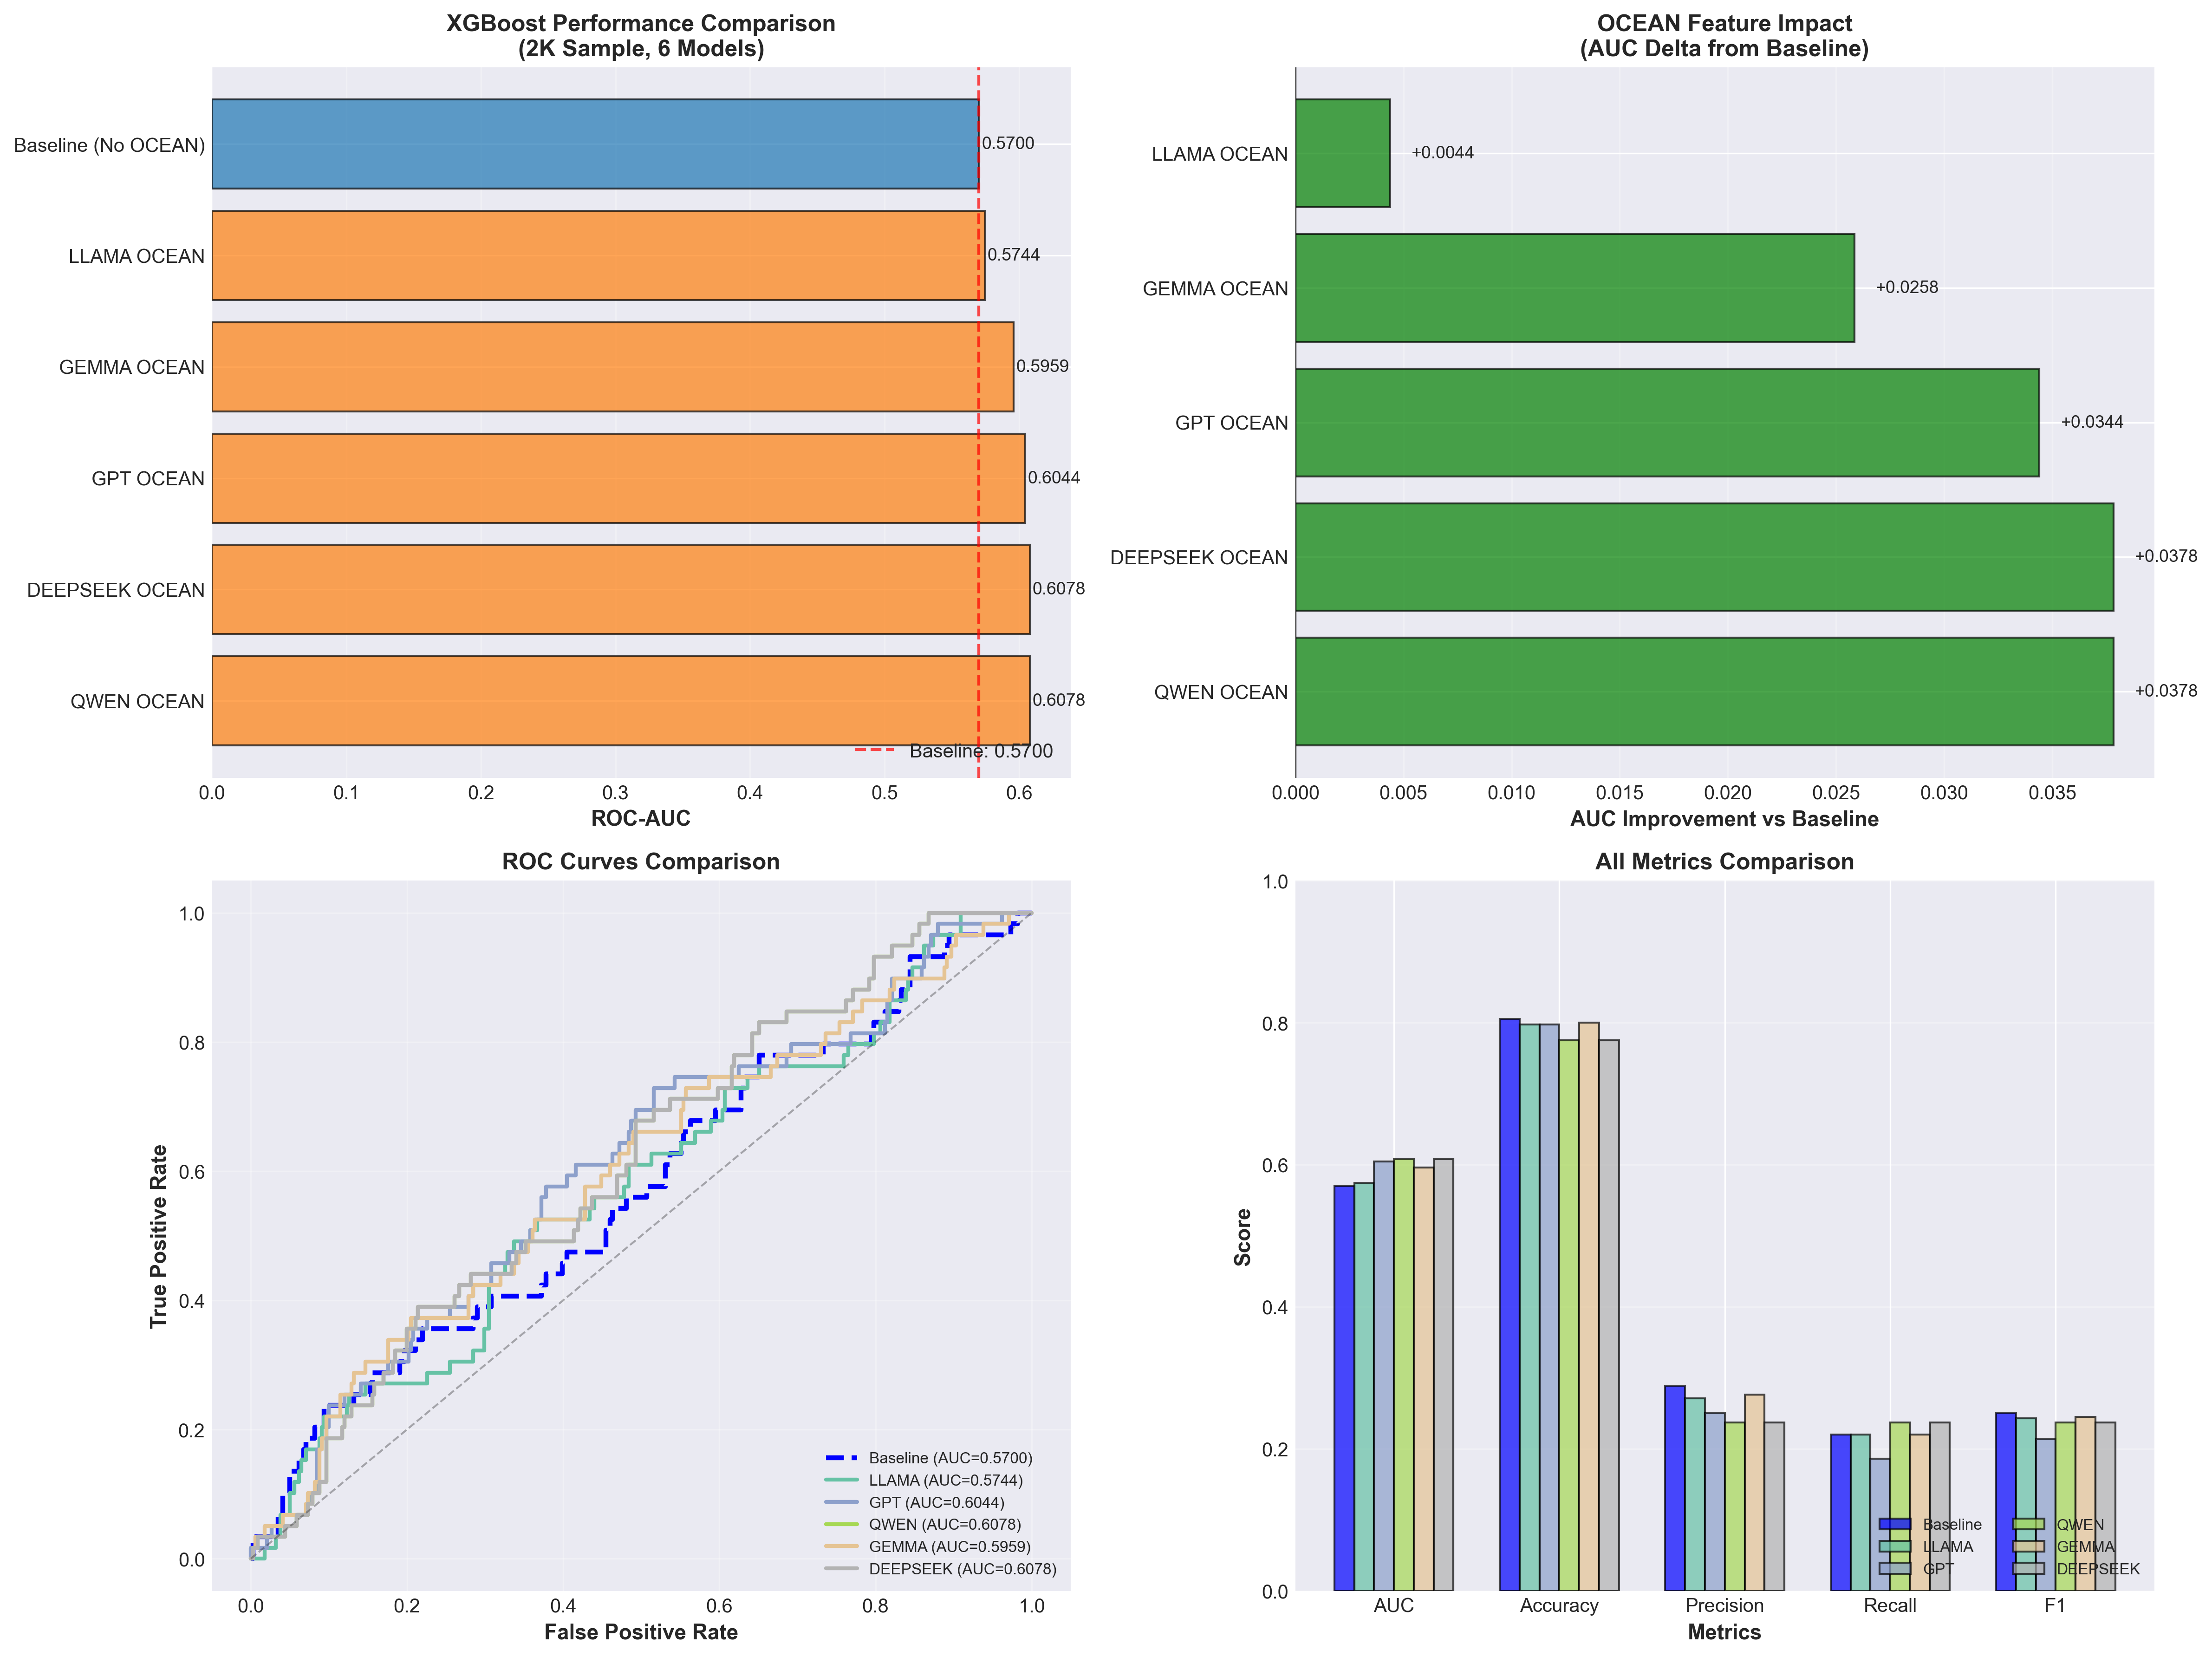 XGBoost Performance Comparison
(2K Sample, 6 Models)
Baseline (No OCEAN)
0.5700
LLAMA OCEAN
0.5744
GEMMA OCEAN
0.5959
GPT OCEAN
0.6044
DEEPSEEK OCEAN
0.6078
QWEN OCEAN
0.6078
Baseline: 0.5700
0.0 0.1 0.2 0.3 0.4 0.5 0.6
ROC-AUC
OCEAN Feature Impact
(AUC Delta from Baseline)
LLAMA OCEAN
+0.0044
GEMMA OCEAN
+0.0258
GPT OCEAN
+0.0344
DEEPSEEK OCEAN
+0.0378
QWEN OCEAN
+0.0378
0.000 0.005 0.010 0.015 0.020 0.025 0.030 0.035
AUC Improvement vs Baseline
ROC Curves Comparison
True Positive Rate
1.0
0.8
0.6
0.4
0.2
0.0
Baseline (AUC=0.5700)
LLAMA (AUC=0.5744)
GPT (AUC=0.6044)
QWEN (AUC=0.6078)
GEMMA (AUC=0.5959)
DEEPSEEK (AUC=0.6078)
0.0 0.2 0.4 0.6 0.8 1.0
False Positive Rate
All Metrics Comparison
Score
1.0
0.8
0.6
0.4
0.2
0.0
Baseline QWEN
LLAMA GEMMA
GPT DEEPSEEK
AUC Accuracy Precision Recall F1
Metrics